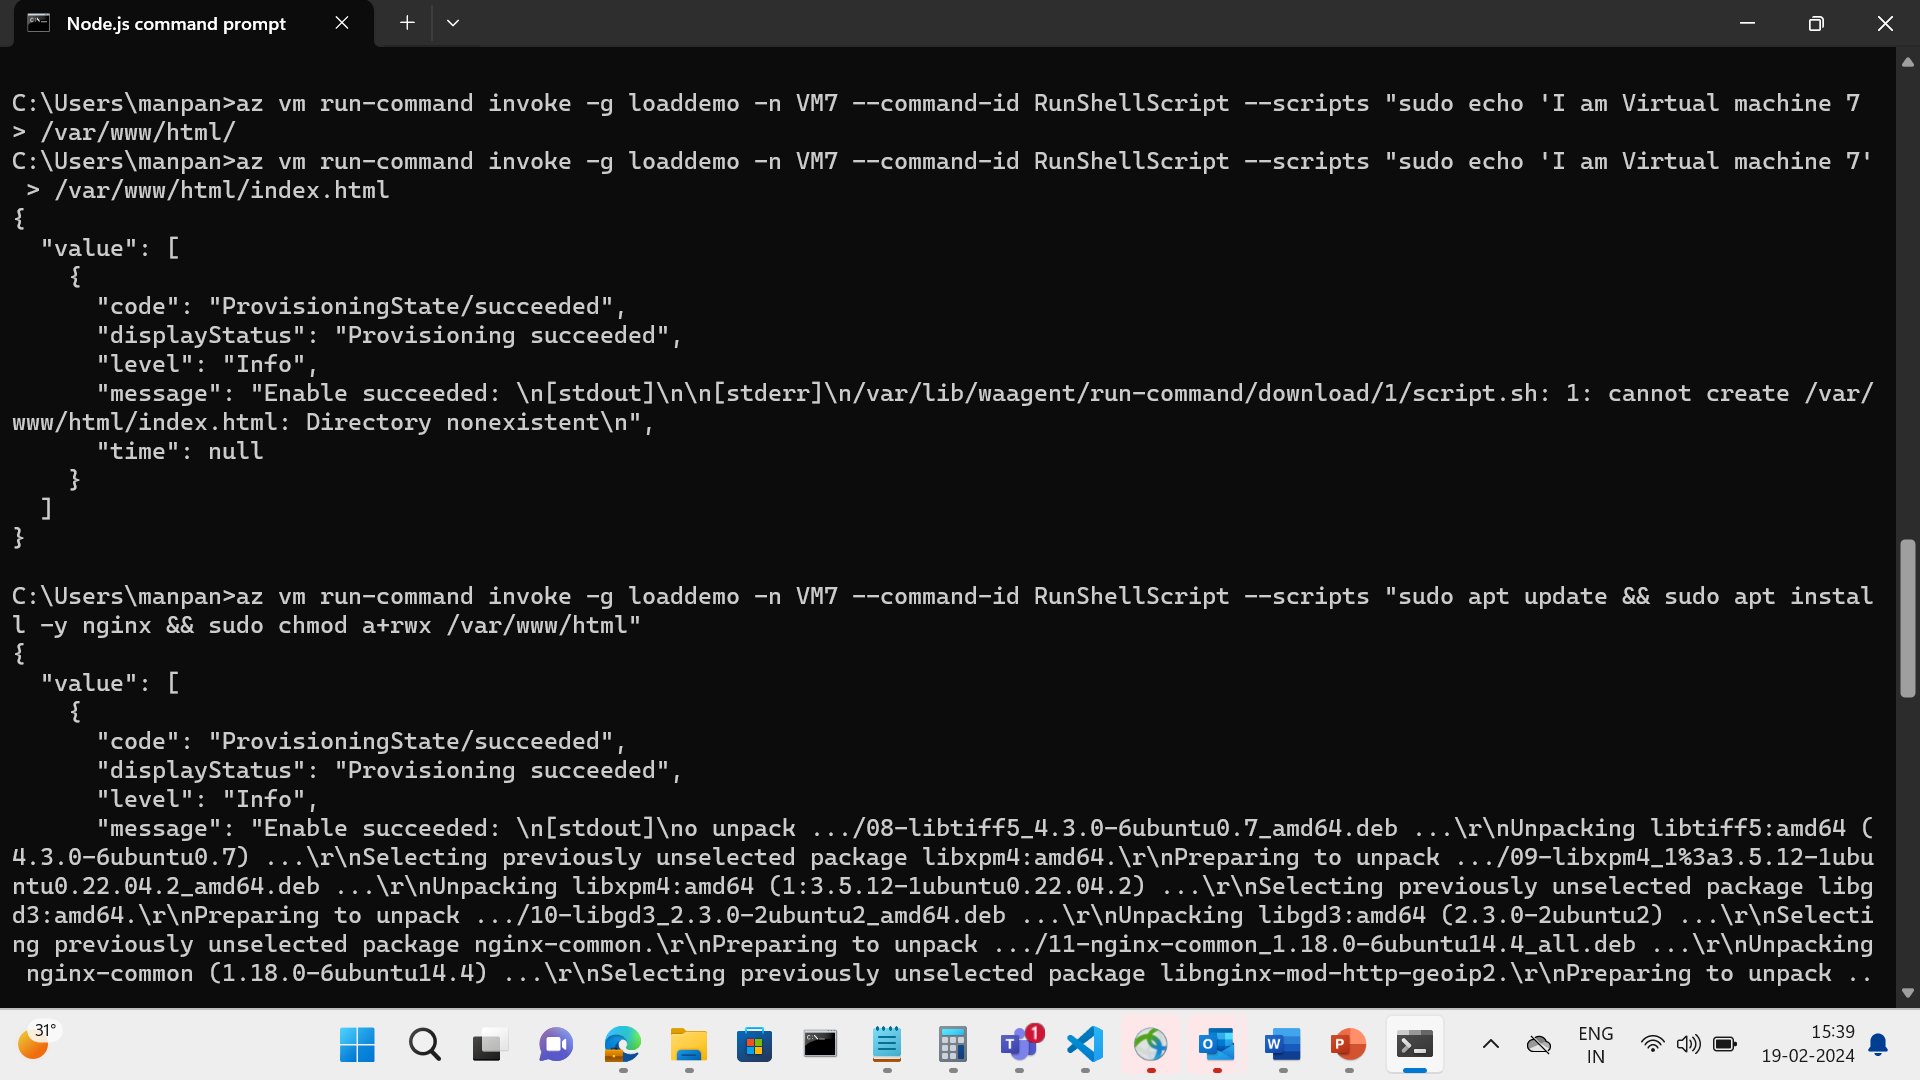 Node.js command prompt
C:\Users\manpan>az vm run-command invoke -g loaddemo -n VM7 --command-id RunShellScript --scripts "sudo echo 'I am Virtual machine 7
> /var/www/html/
C:\Users\manpan>az vm run-command invoke -g loaddemo -n VM7 --command-id RunShellScript --scripts "sudo echo 'I am Virtual machine 7'
 > /var/www/html/index.html
{
  "value": [
    {
      "code": "ProvisioningState/succeeded",
      "displayStatus": "Provisioning succeeded",
      "level": "Info",
      "message": "Enable succeeded: \n[stdout]\n\n[stderr]\n/var/lib/waagent/run-command/download/1/script.sh: 1: cannot create /var/
www/html/index.html: Directory nonexistent\n",
      "time": null
    }
  ]
}
C:\Users\manpan>az vm run-command invoke -g loaddemo -n VM7 --command-id RunShellScript --scripts "sudo apt update && sudo apt instal
l -y nginx && sudo chmod a+rwx /var/www/html"
{
  "value": [
    {
      "code": "ProvisioningState/succeeded",
      "displayStatus": "Provisioning succeeded",
      "level": "Info",
      "message": "Enable succeeded: \n[stdout]\no unpack .../08-libtiff5_4.3.0-6ubuntu0.7_amd64.deb ...\r\nUnpacking libtiff5:amd64 (
4.3.0-6ubuntu0.7) ...\r\nSelecting previously unselected package libxpm4:amd64.\r\nPreparing to unpack .../09-libxpm4_1%3a3.5.12-1ubu
ntu0.22.04.2_amd64.deb ...\r\nUnpacking libxpm4:amd64 (1:3.5.12-1ubuntu0.22.04.2) ...\r\nSelecting previously unselected package libg
d3:amd64.\r\nPreparing to unpack .../10-libgd3_2.3.0-2ubuntu2_amd64.deb ...\r\nUnpacking libgd3:amd64 (2.3.0-2ubuntu2) ...\r\nSelecti
ng previously unselected package nginx-common.\r\nPreparing to unpack .../11-nginx-common_1.18.0-6ubuntu14.4_all.deb ...\r\nUnpacking
 nginx-common (1.18.0-6ubuntu14.4) ...\r\nSelecting previously unselected package libnginx-mod-http-geoip2.\r\nPreparing to unpack ..
31°
1
ENG
IN
15:39
19-02-2024